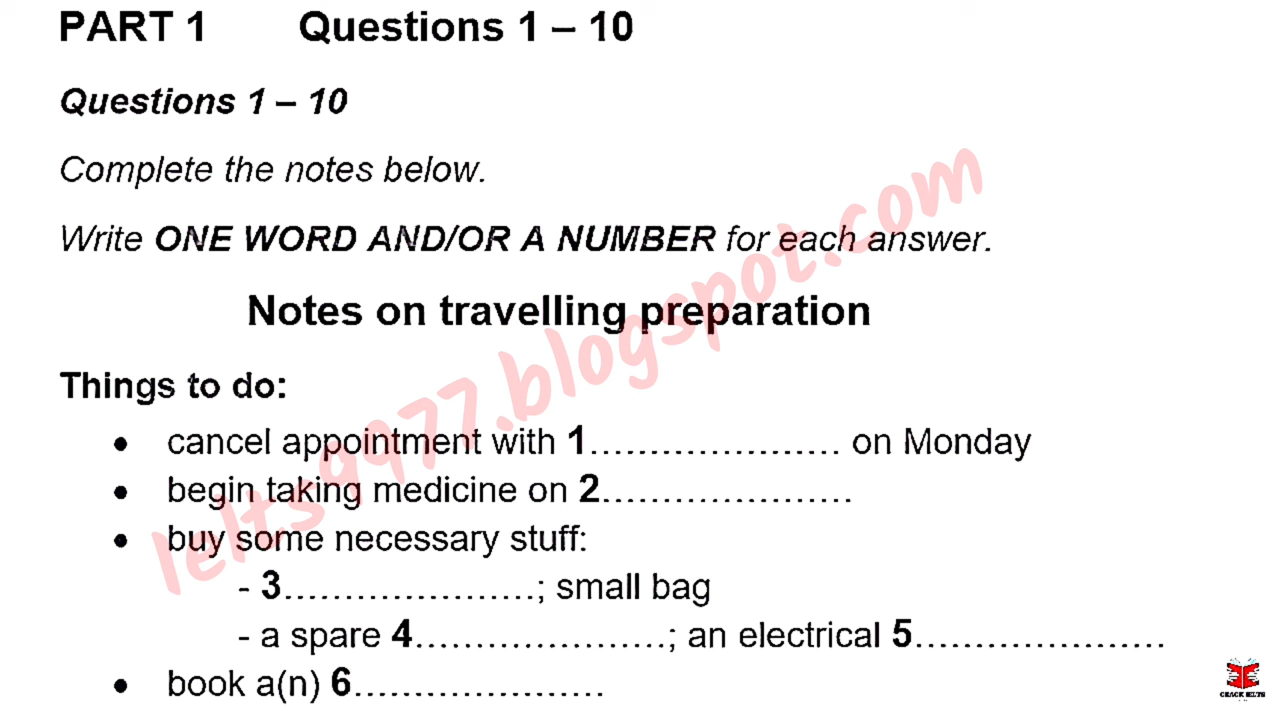 PART 1 Questions 1 – 10
Questions 1 – 10
Complete the notes below.
Write ONE WORD AND/OR A NUMBER for each answer.
Notes on travelling preparation
Things to do:
• cancel appointment with 1..................... on Monday
• begin taking medicine on 2.....................
• buy some necessary stuff:
- 3.....................; small bag
- a spare 4.....................; an electrical 5.....................
• book a(n) 6.....................
Ielts9977.blogspot.com
CRACK IELTS